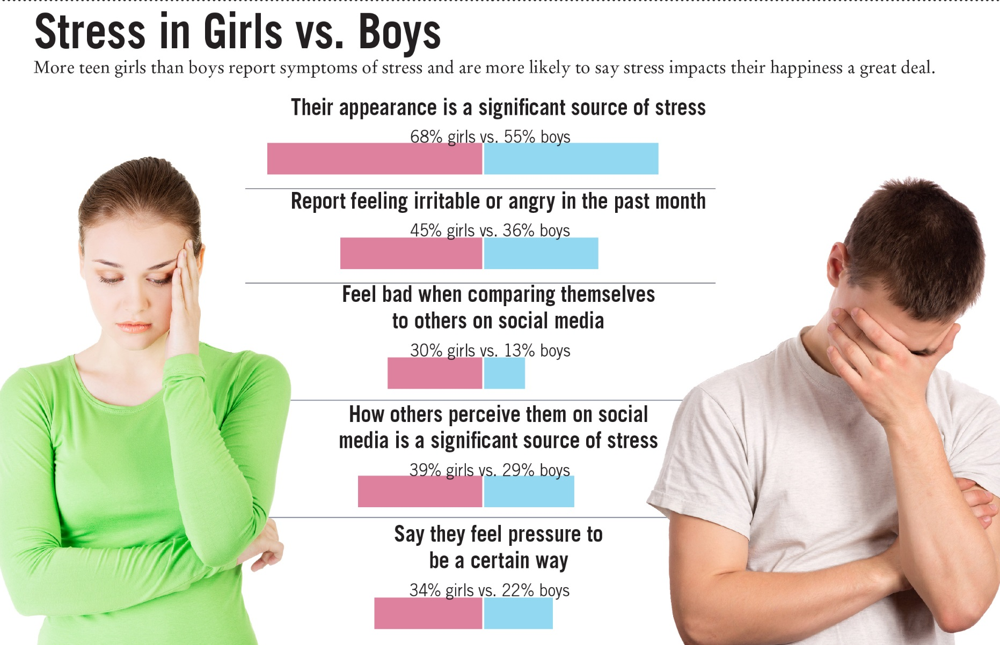 Stress in Girls vs. Boys
More teen girls than boys report symptoms of stress and are more likely to say stress impacts their happiness a great deal.
Their appearance is a significant source of stress
68% girls vs. 55% boys
Report feeling irritable or angry in the past month
45% girls vs. 36% boys
Feel bad when comparing themselves
to others on social media
30% girls vs. 13% boys
How others perceive them on social
media is a significant source of stress
39% girls vs. 29% boys
Say they feel pressure to
be a certain way
34% girls vs. 22% boys